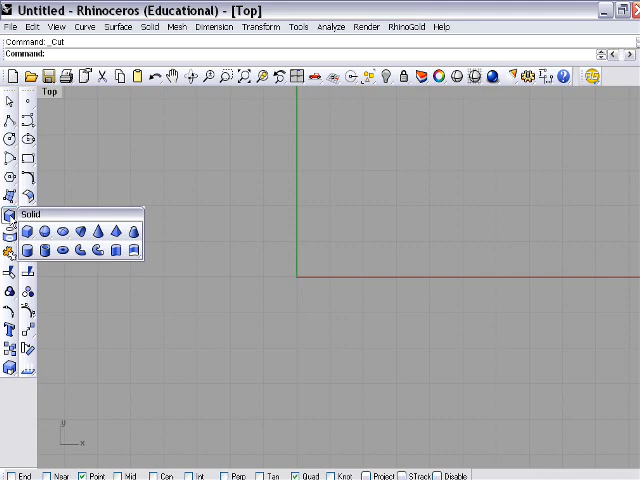 Untitled - Rhinoceros (Educational) - [Top]
File Edit View Curve Surface Solid Mesh Dimension Transform Tools Analyze Render RhinoGold Help
Command: _Cut
Command:
Top
Solid
y
x
End Near Point Mid Cen Int Perp Tan Quad Knot Project STrack Disable